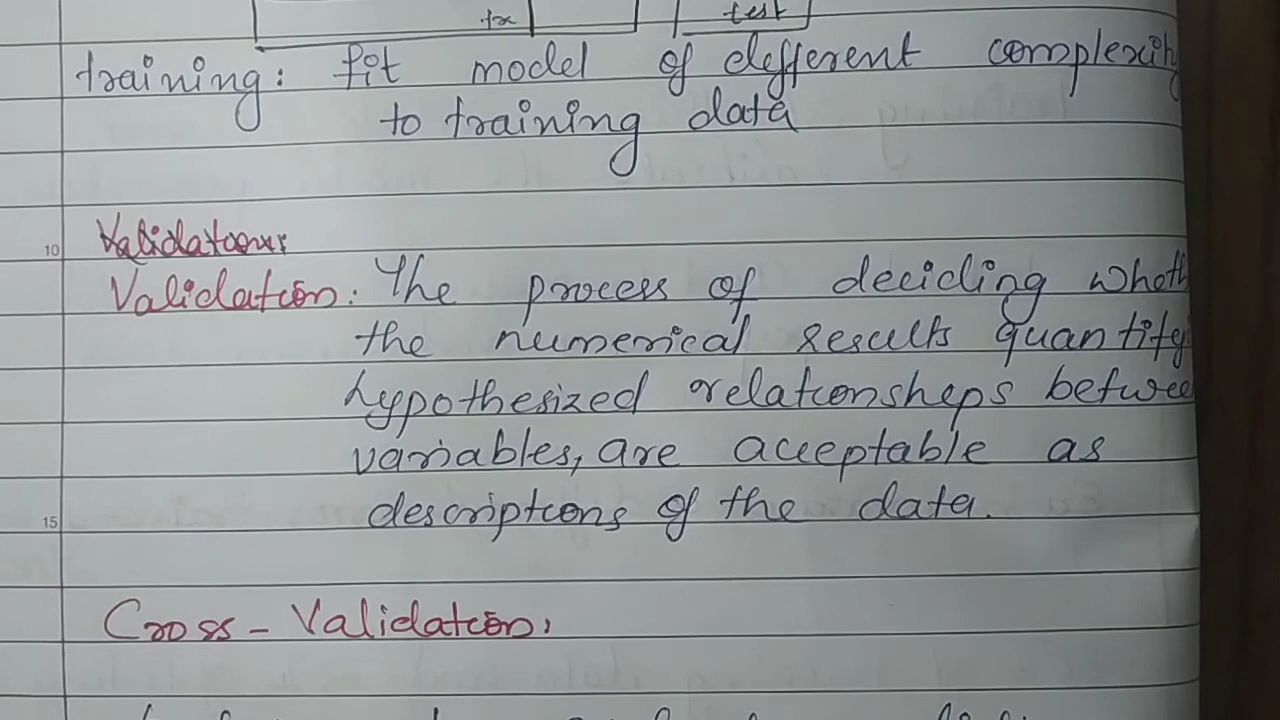 tr test
training: fit model of different complexity
to training data
10
Validation:
Validation: The process of deciding wheth
the numerical results quantify
hypothesized relationships betwee
variables, are acceptable as
descriptions of the data.
15
Cross - Validation: